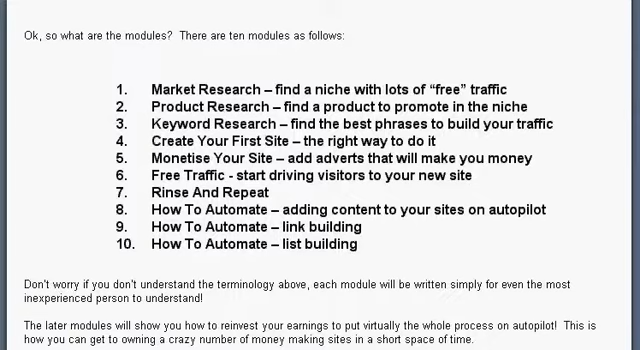 Ok, so what are the modules? There are ten modules as follows:
1. Market Research – find a niche with lots of “free” traffic
2. Product Research – find a product to promote in the niche
3. Keyword Research – find the best phrases to build your traffic
4. Create Your First Site – the right way to do it
5. Monetise Your Site – add adverts that will make you money
6. Free Traffic - start driving visitors to your new site
7. Rinse And Repeat
8. How To Automate – adding content to your sites on autopilot
9. How To Automate – link building
10. How To Automate – list building
Don't worry if you don't understand the terminology above, each module will be written simply for even the most
inexperienced person to understand!
The later modules will show you how to reinvest your earnings to put virtually the whole process on autopilot! This is
how you can get to owning a crazy number of money making sites in a short space of time.